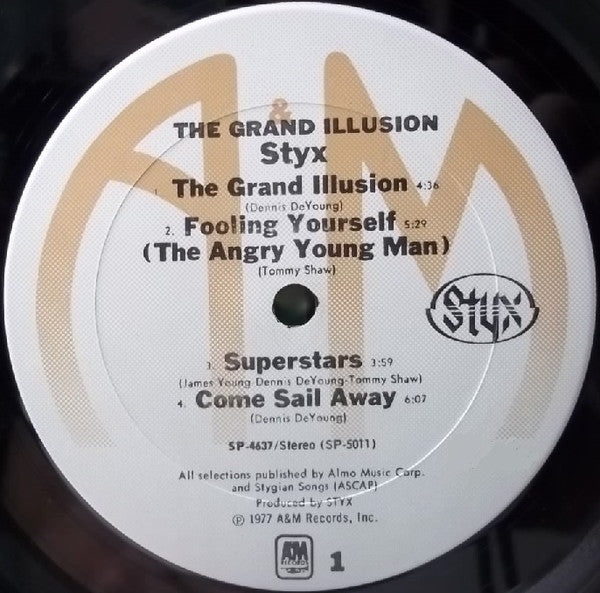 A&M
THE GRAND ILLUSION
Styx
1. The Grand Illusion 4:36
(Dennis DeYoung)
2. Fooling Yourself 5:29
(The Angry Young Man)
(Tommy Shaw)
Styx
3. Superstars 3:59
(James Young-Dennis DeYoung-Tommy Shaw)
4. Come Sail Away 6:07
(Dennis DeYoung)
SP-4637/Stereo (SP-5011)
All selections published by Almo Music Corp.
and Stygian Songs (ASCAP)
Produced by STYX
℗ 1977 A&M Records, Inc.
A&M
RECORDS
1